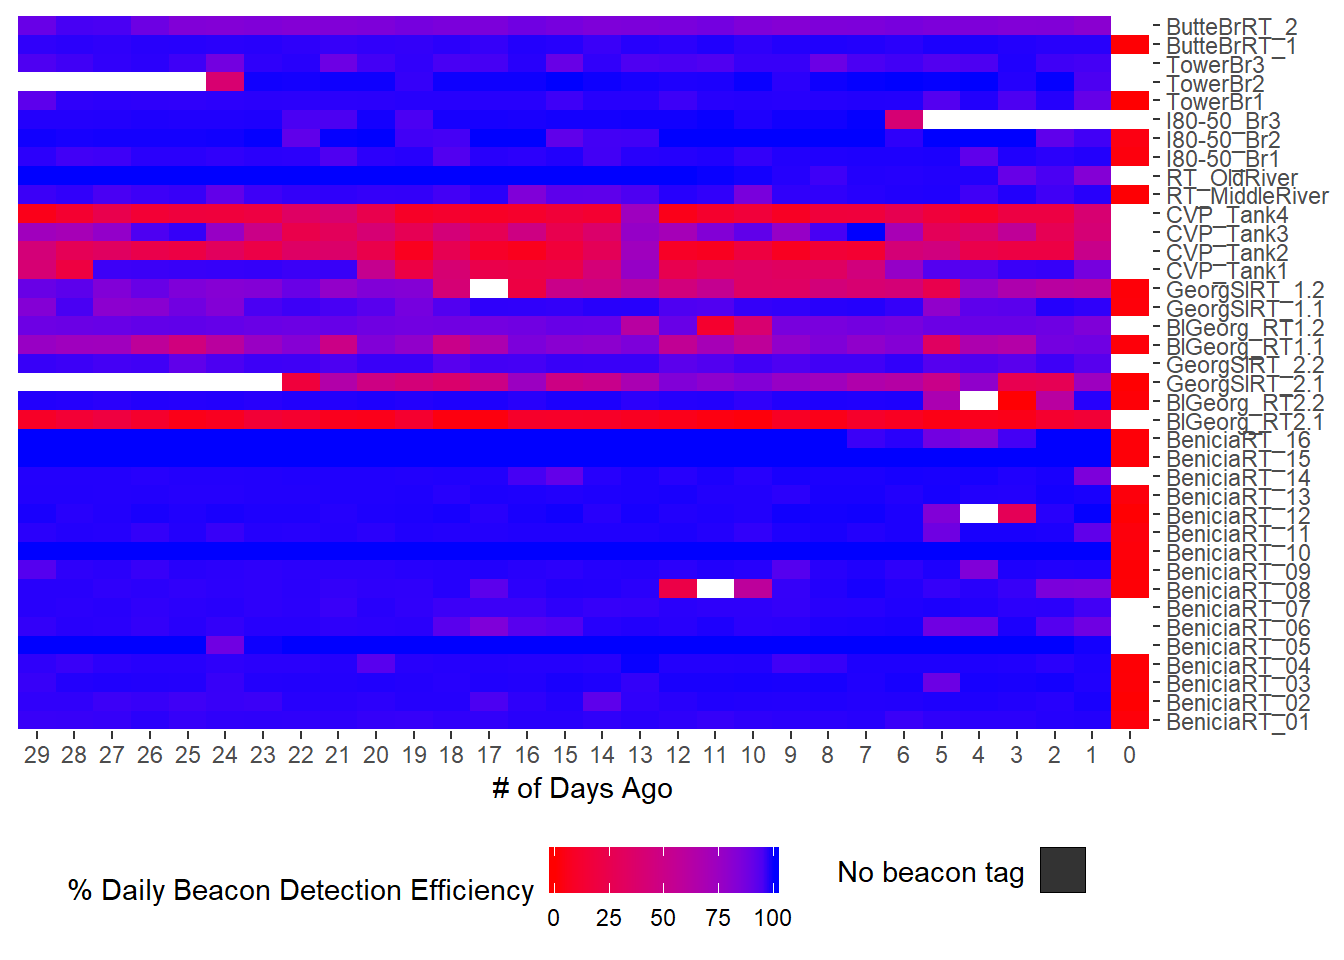 ButteBrRT_2
ButteBrRT_1
TowerBr3
TowerBr2
TowerBr1
I80-50_Br3
I80-50_Br2
I80-50_Br1
RT_OldRiver
RT_MiddleRiver
CVP_Tank4
CVP_Tank3
CVP_Tank2
CVP_Tank1
GeorgSlRT_1.2
GeorgSlRT_1.1
BlGeorg_RT1.2
BlGeorg_RT1.1
GeorgSlRT_2.2
GeorgSlRT_2.1
BlGeorg_RT2.2
BlGeorg_RT2.1
BeniciaRT_16
BeniciaRT_15
BeniciaRT_14
BeniciaRT_13
BeniciaRT_12
BeniciaRT_11
BeniciaRT_10
BeniciaRT_09
BeniciaRT_08
BeniciaRT_07
BeniciaRT_06
BeniciaRT_05
BeniciaRT_04
BeniciaRT_03
BeniciaRT_02
BeniciaRT_01
29 28 27 26 25 24 23 22 21 20 19 18 17 16 15 14 13 12 11 10 9 8 7 6 5 4 3 2 1 0
# of Days Ago
% Daily Beacon Detection Efficiency
0 25 50 75 100
No beacon tag